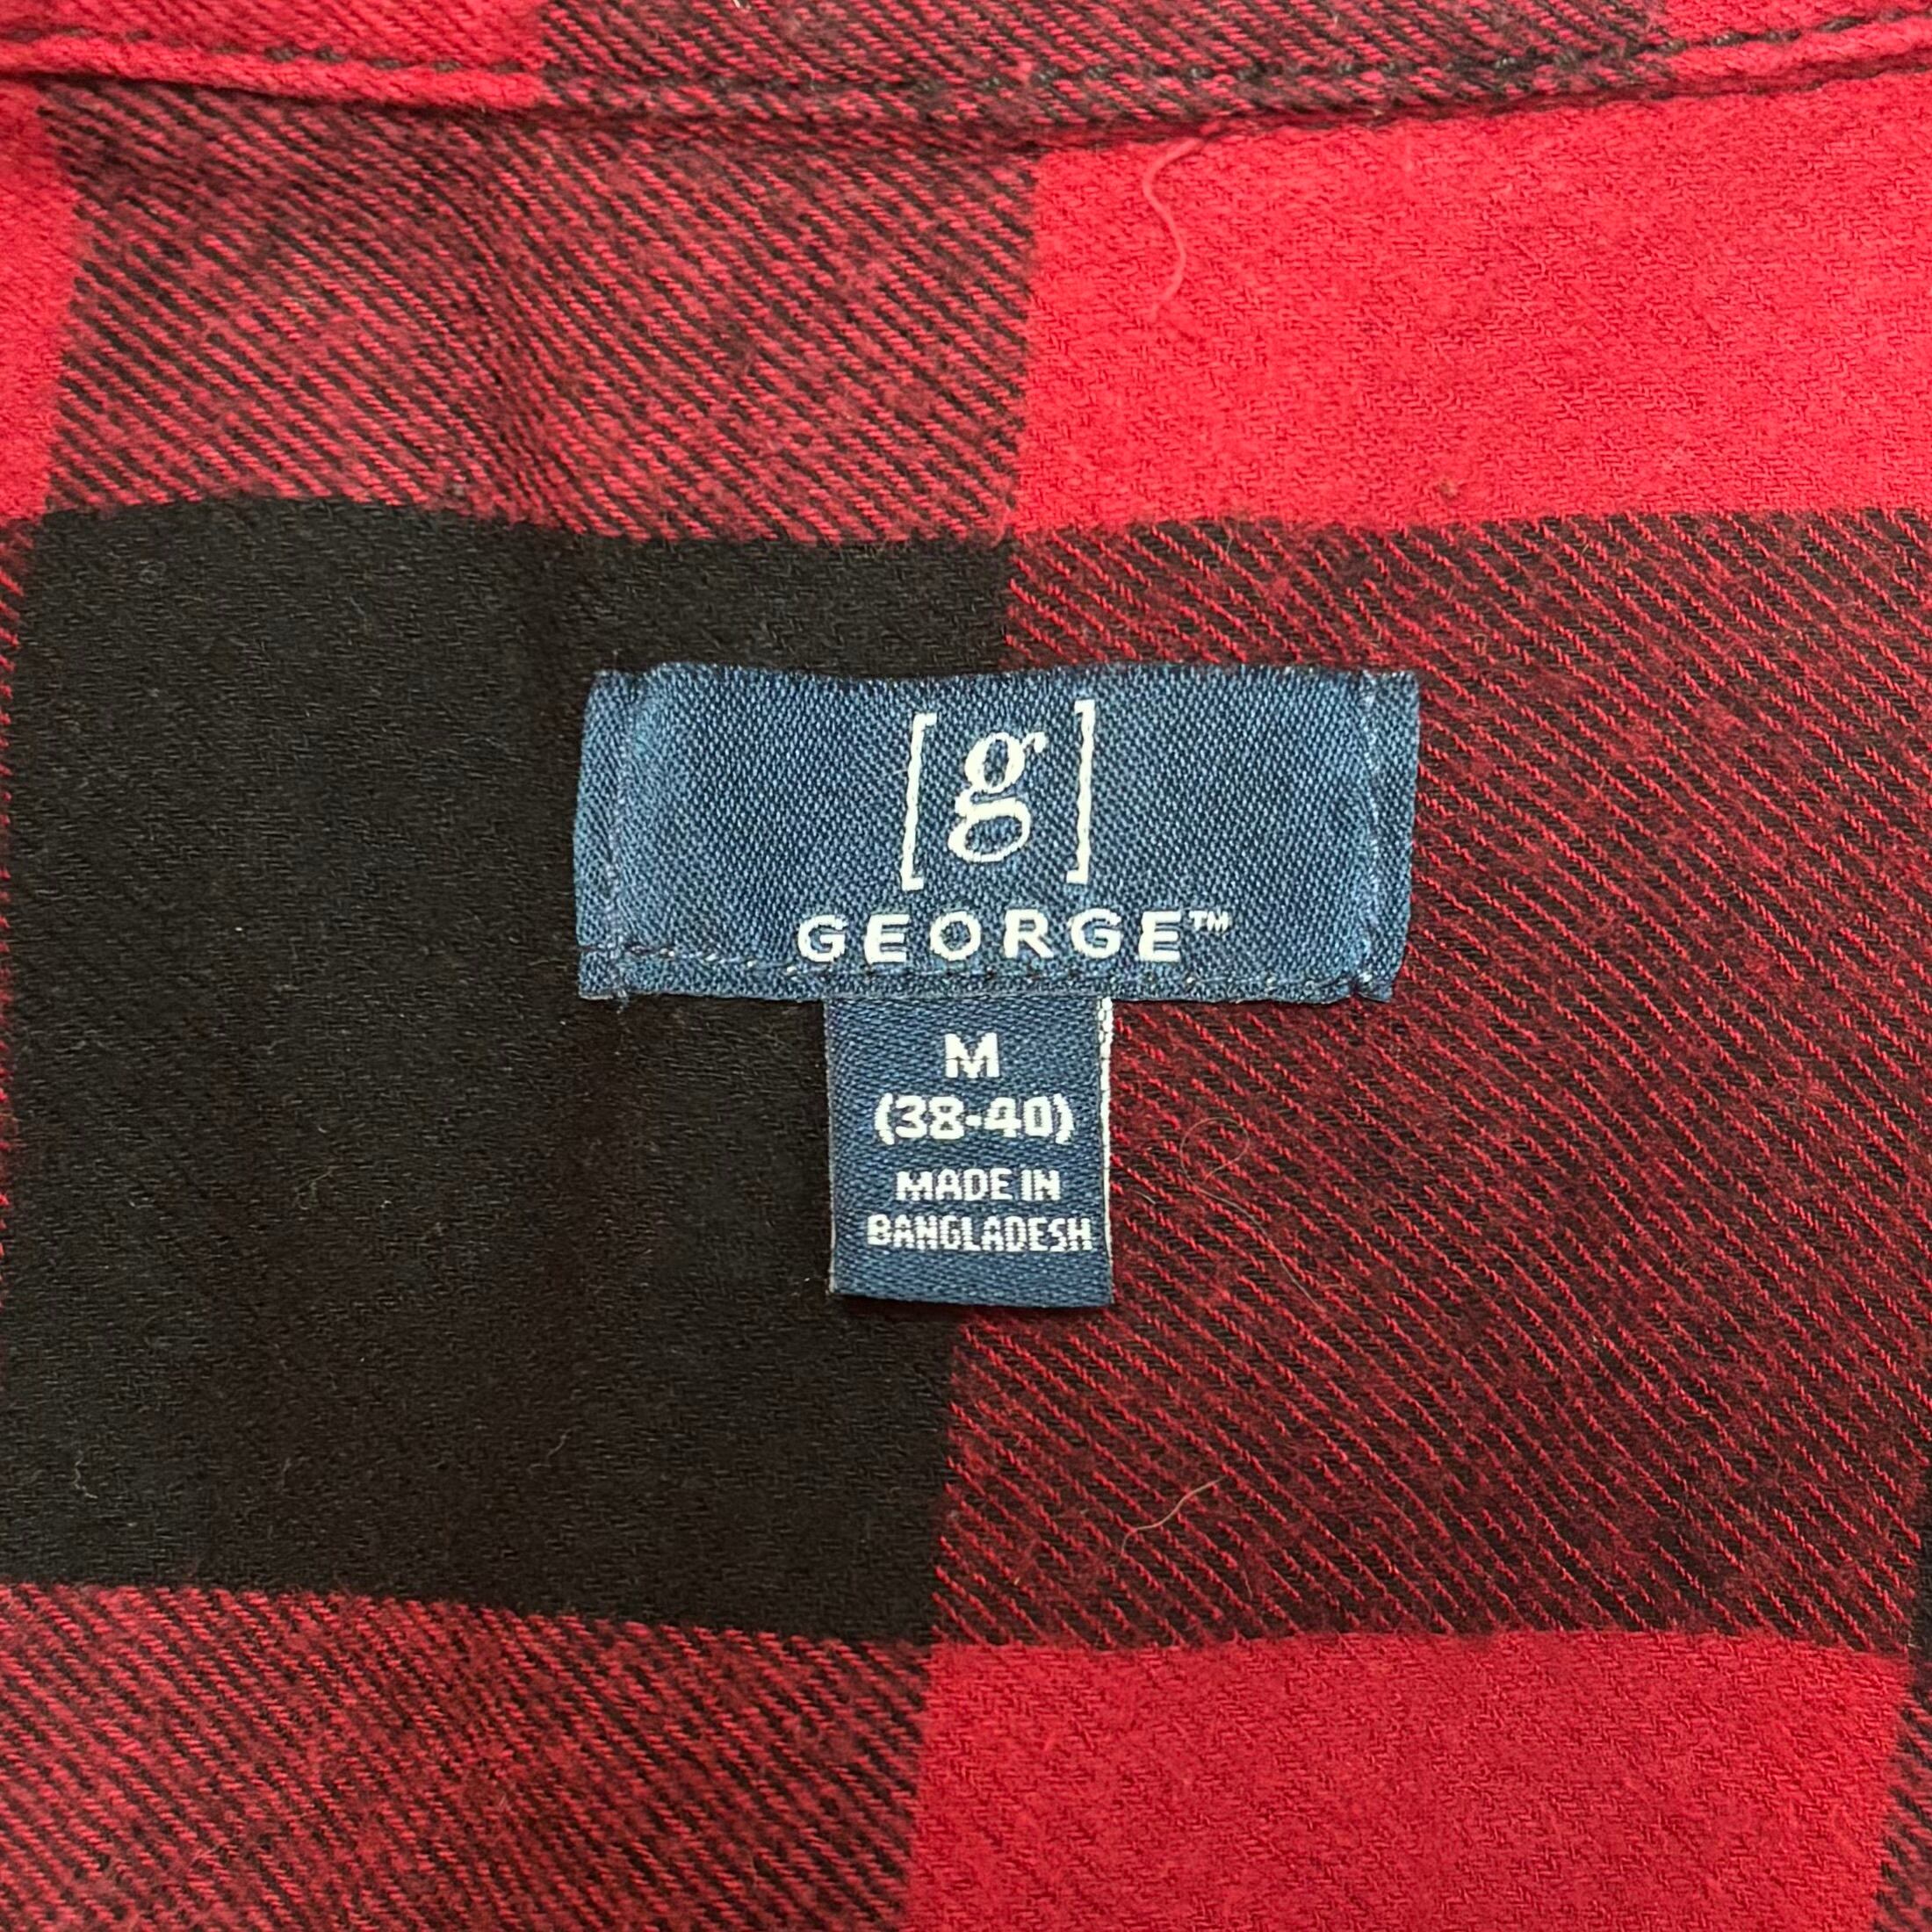 [g]
GEORGE™
M
(38-40)
MADE IN
BANGLADESH